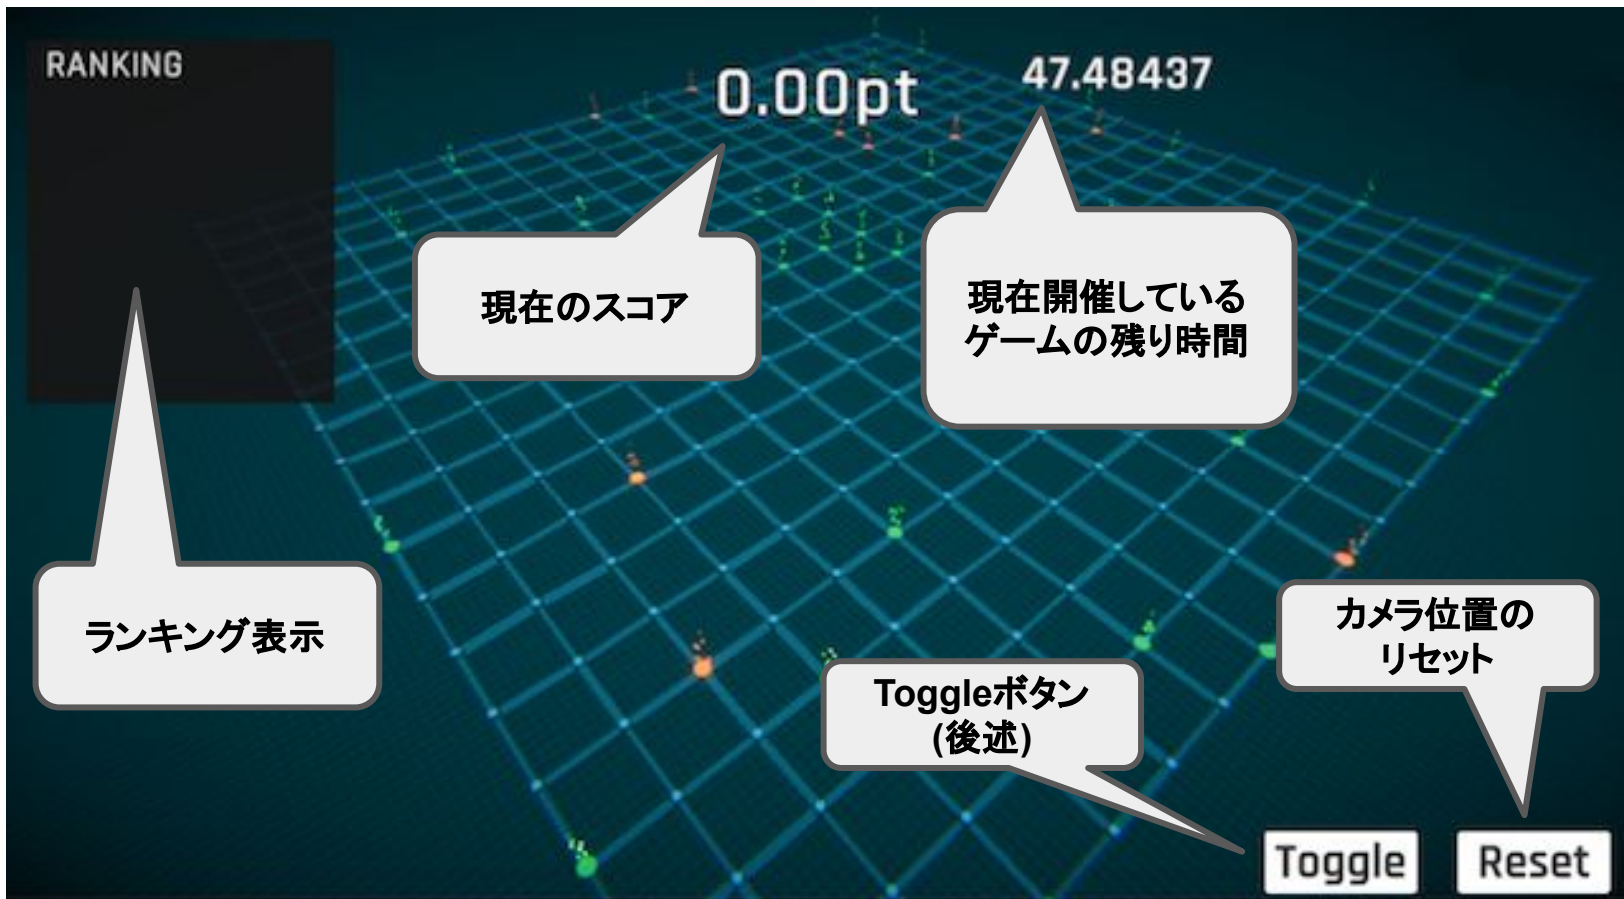 RANKING
0.00pt
47.48437
現在のスコア
現在開催している
ゲームの残り時間
ランキング表示
カメラ位置の
リセット
Toggleボタン
(後述)
Toggle
Reset